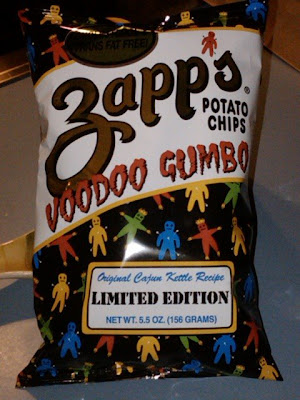 TRANS FAT FREE!
Zapp's®
POTATO
CHIPS
VOODOO GUMBO
Original Cajun Kettle Recipe
LIMITED EDITION
NET WT. 5.5 OZ. (156 GRAMS)